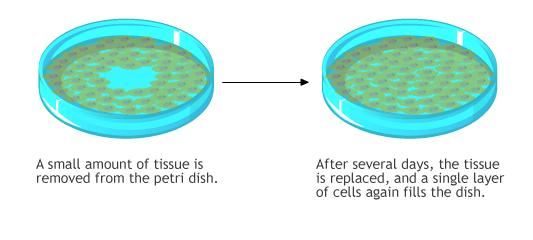 A small amount of tissue is
removed from the petri dish.
After several days, the tissue
is replaced, and a single layer
of cells again fills the dish.